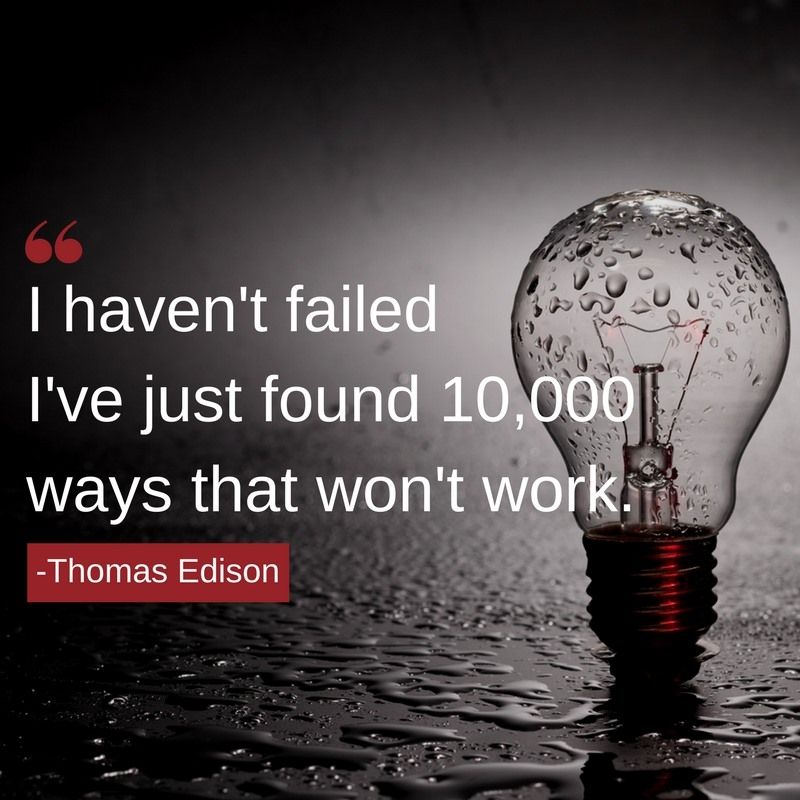 “
I haven't failed
I've just found 10,000
ways that won't work.
-Thomas Edison